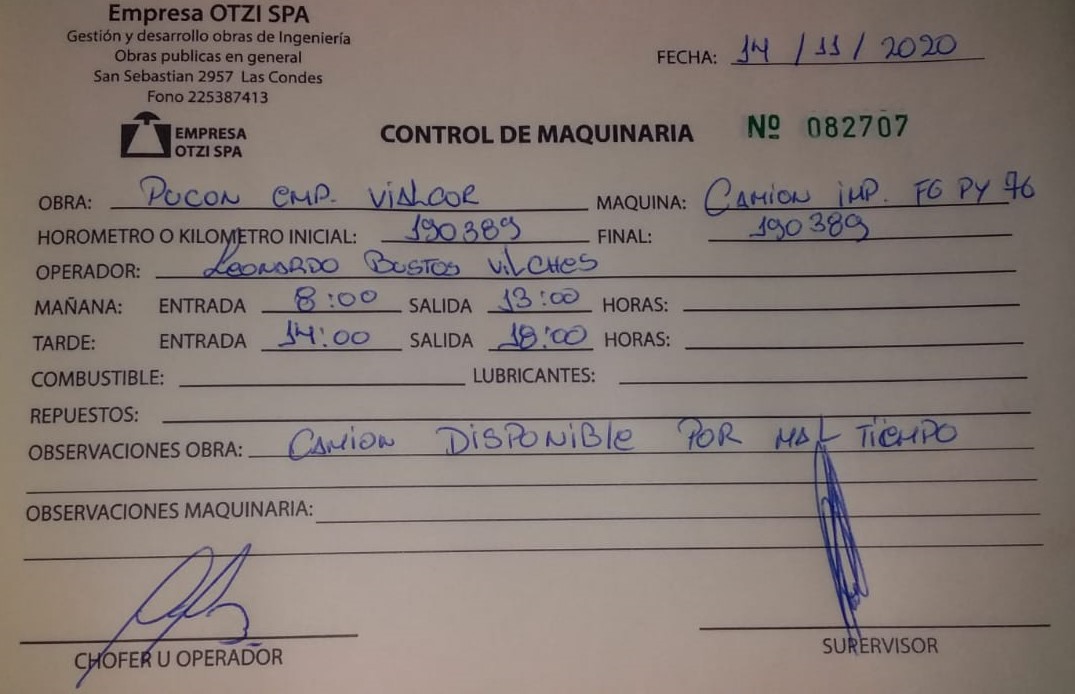 Empresa OTZI SPA
Gestión y desarrollo obras de Ingeniería
Obras publicas en general
San Sebastian 2957 Las Condes
Fono 225387413
FECHA: 14 / 11 / 2020
EMPRESA
OTZI SPA
CONTROL DE MAQUINARIA Nº 082707
OBRA: PUCON EMP. VIALCOR MAQUINA: CAMION IMP. FG PY 76
HOROMETRO O KILOMETRO INICIAL: 190389 FINAL: 190389
OPERADOR: LEONARDO BUSTOS VILCHES
MAÑANA: ENTRADA 8:00 SALIDA 13:00 HORAS:
TARDE: ENTRADA 14:00 SALIDA 18:00 HORAS:
COMBUSTIBLE: LUBRICANTES:
REPUESTOS:
OBSERVACIONES OBRA: CAMION DISPONIBLE POR MAL TIEMPO
OBSERVACIONES MAQUINARIA:
CHOFER U OPERADOR SUPERVISOR